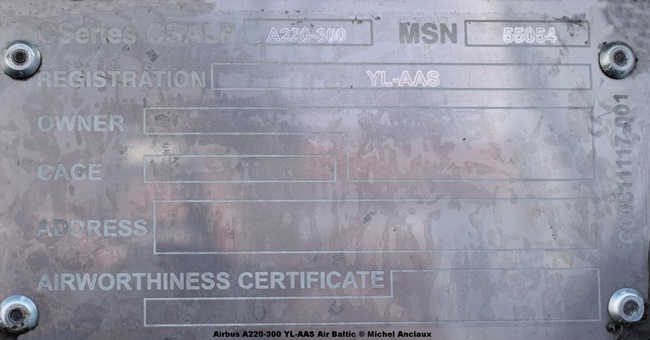 CSeries CSALP A220-300 MSN 55054
REGISTRATION YL-AAS
OWNER
CAGE
ADDRESS
AIRWORTHINESS CERTIFICATE
Airbus A220-300 YL-AAS Air Baltic © Michel Anciaux